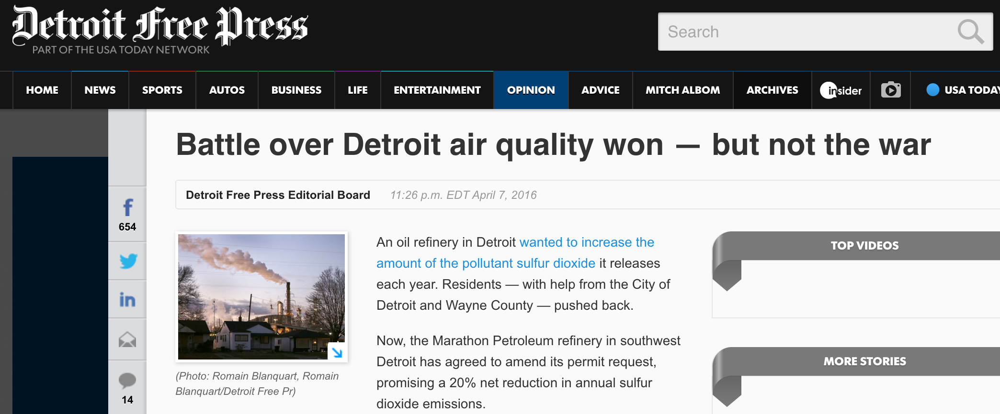 Detroit Free Press
PART OF THE USA TODAY NETWORK
Search
HOME NEWS SPORTS AUTOS BUSINESS LIFE ENTERTAINMENT OPINION ADVICE MITCH ALBOM ARCHIVES insider USA TODAY
Battle over Detroit air quality won — but not the war
Detroit Free Press Editorial Board 11:26 p.m. EDT April 7, 2016
654
14
(Photo: Romain Blanquart, Romain
Blanquart/Detroit Free Pr)
An oil refinery in Detroit wanted to increase the
amount of the pollutant sulfur dioxide it releases
each year. Residents — with help from the City of
Detroit and Wayne County — pushed back.
Now, the Marathon Petroleum refinery in southwest
Detroit has agreed to amend its permit request,
promising a 20% net reduction in annual sulfur
dioxide emissions.
TOP VIDEOS
MORE STORIES